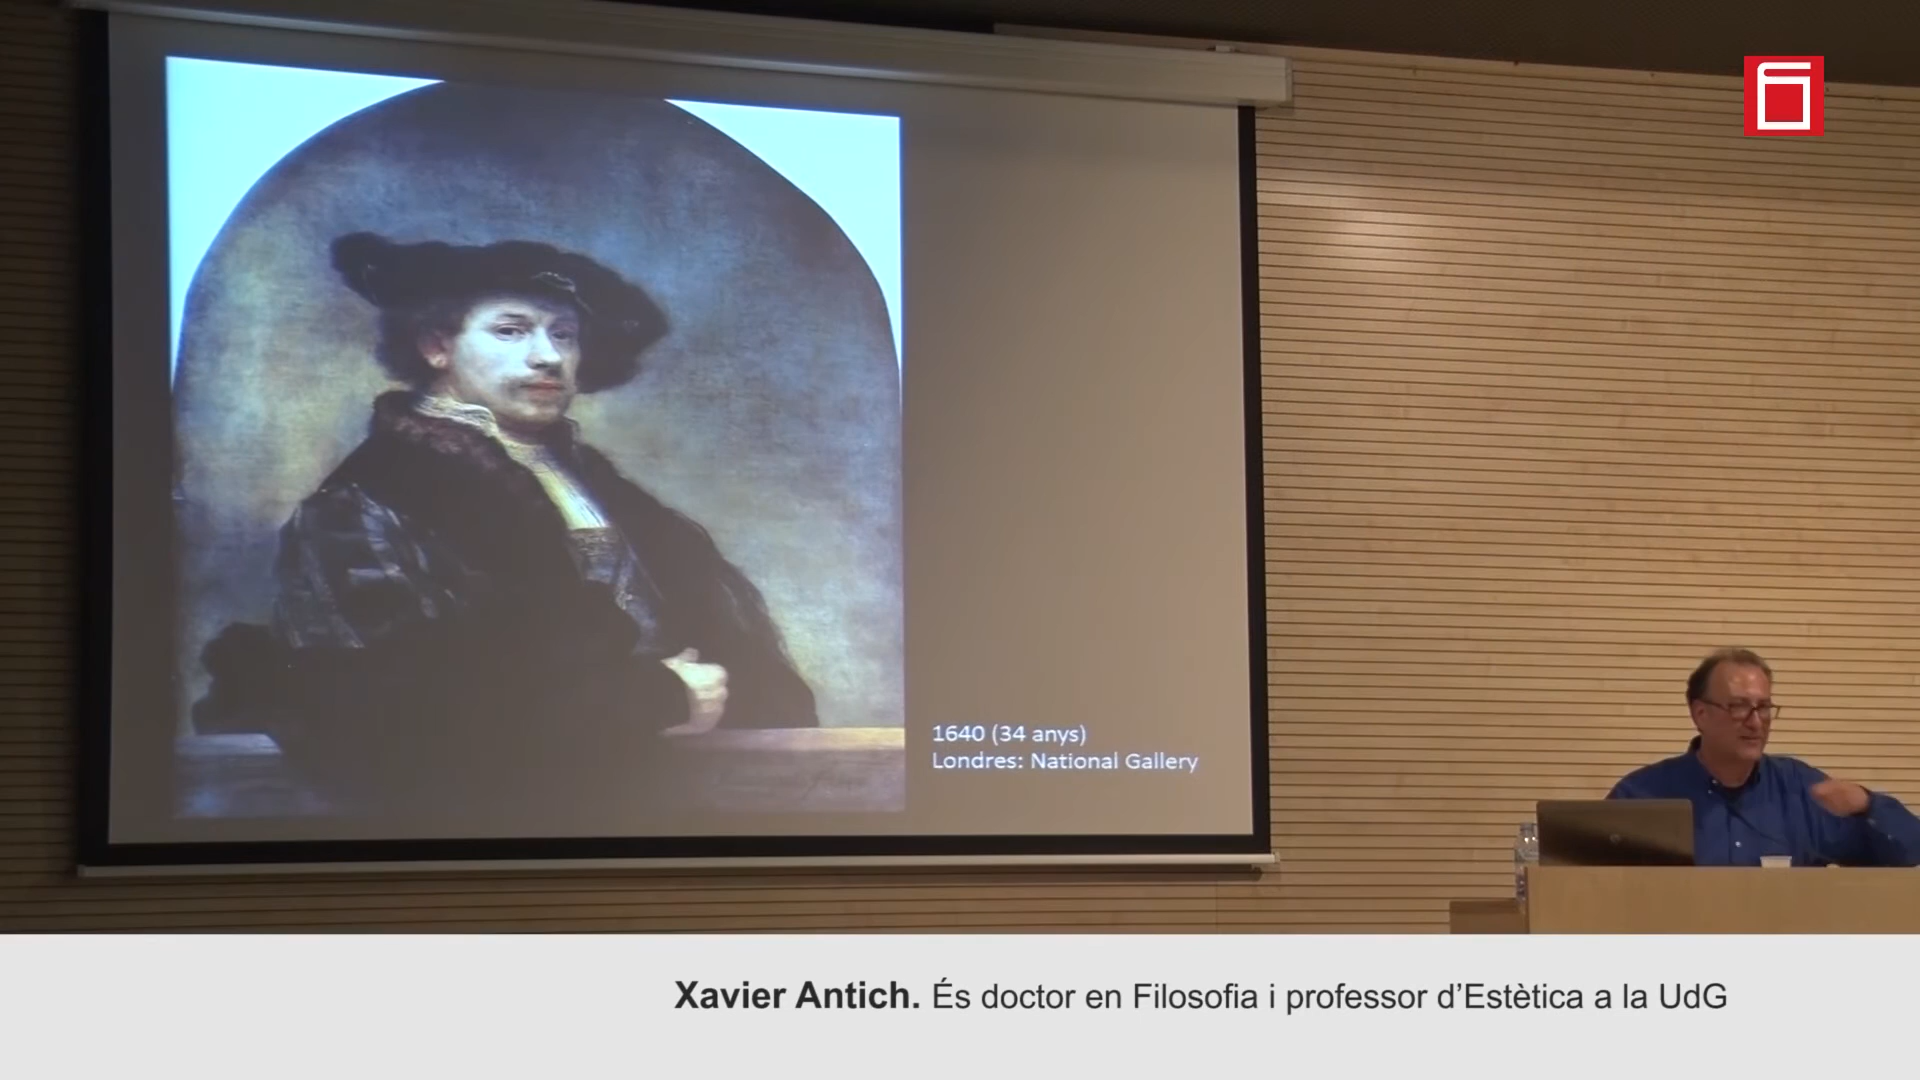 1640 (34 anys)
Londres: National Gallery
Xavier Antich. És doctor en Filosofia i professor d’Estètica a la UdG